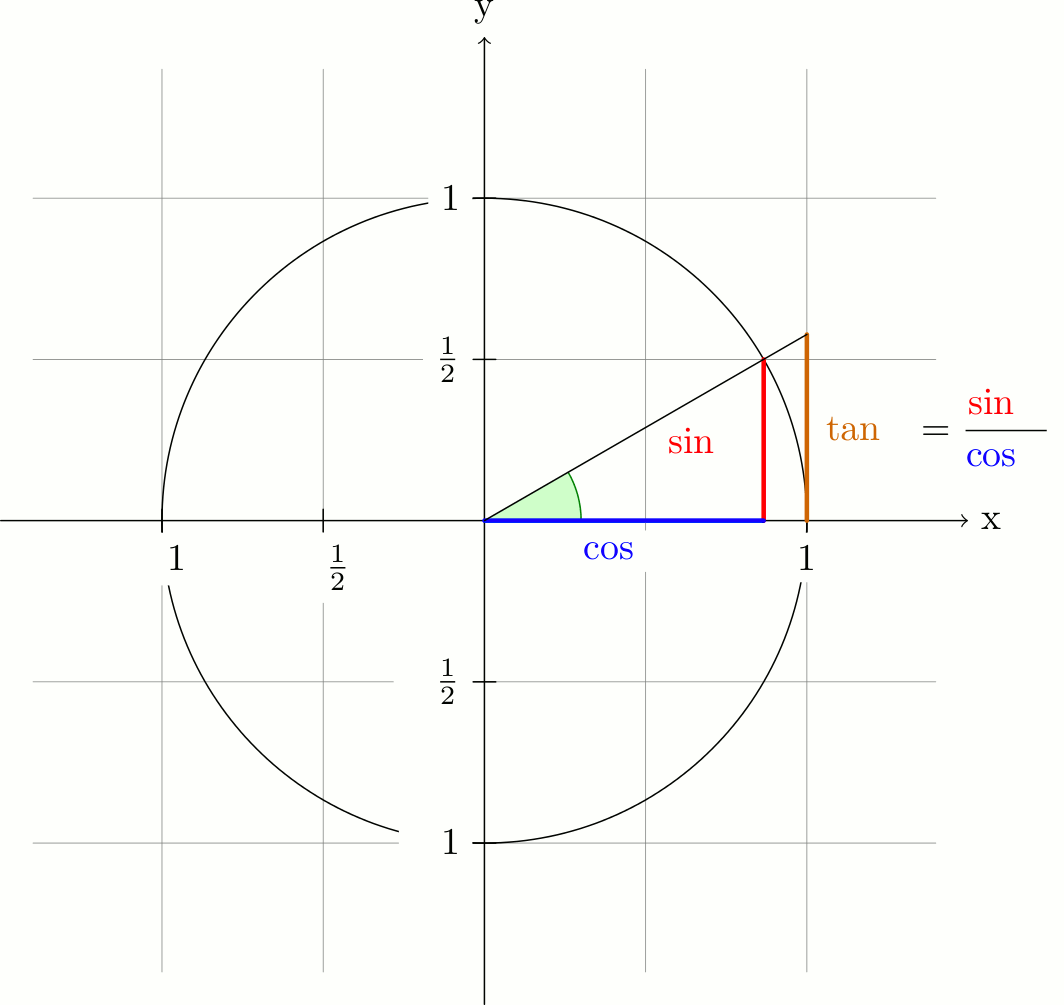 y
1
1/2
sin
tan = sin/cos
x
cos
1
1/2
1
1/2
1